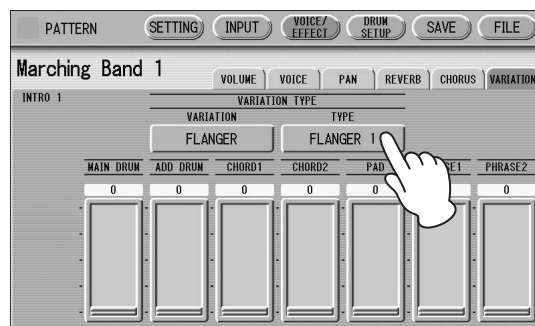 PATTERN SETTING INPUT VOICE/ EFFECT DRUM SETUP SAVE FILE
Marching Band 1
VOLUME VOICE PAN REVERB CHORUS VARIATION
INTRO 1
VARIATION TYPE
VARIATION TYPE
FLANGER FLANGER 1
MAIN DRUM ADD DRUM CHORD1 CHORD2 PAD SE1 PHRASE2
0 0 0 0 0 0